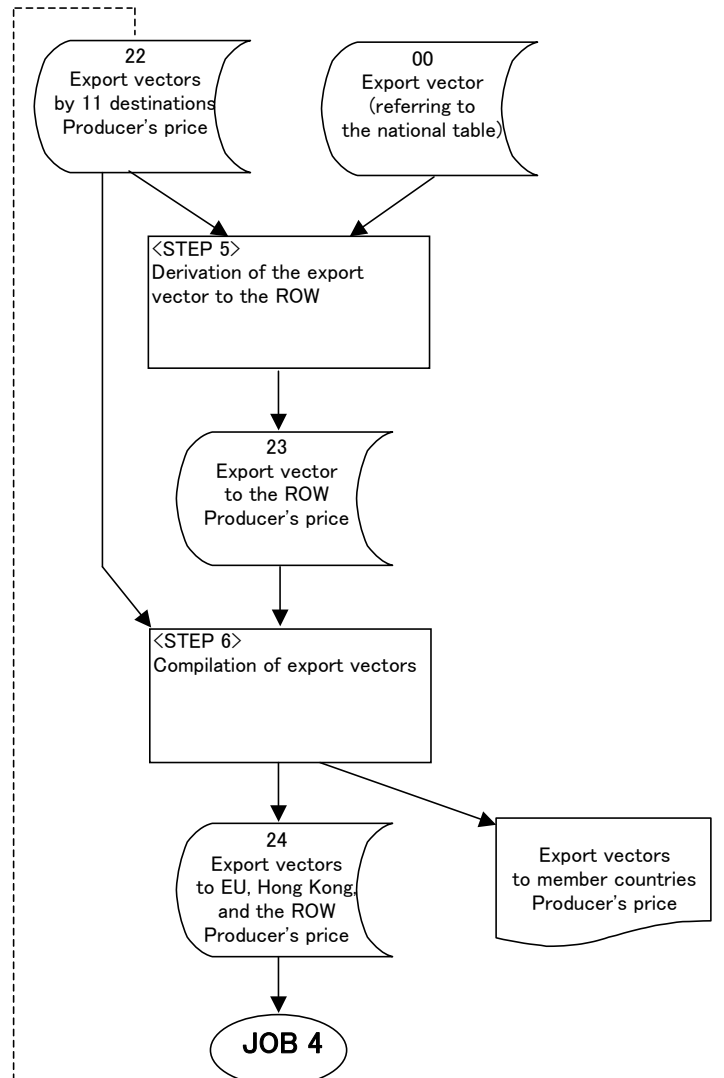 22
Export vectors
by 11 destinations
Producer's price
00
Export vector
(referring to
the national table)
<STEP 5>
Derivation of the export
vector to the ROW
23
Export vector
to the ROW
Producer's price
<STEP 6>
Compilation of export vectors
24
Export vectors
to EU, Hong Kong,
and the ROW
Producer's price
Export vectors
to member countries
Producer's price
JOB 4